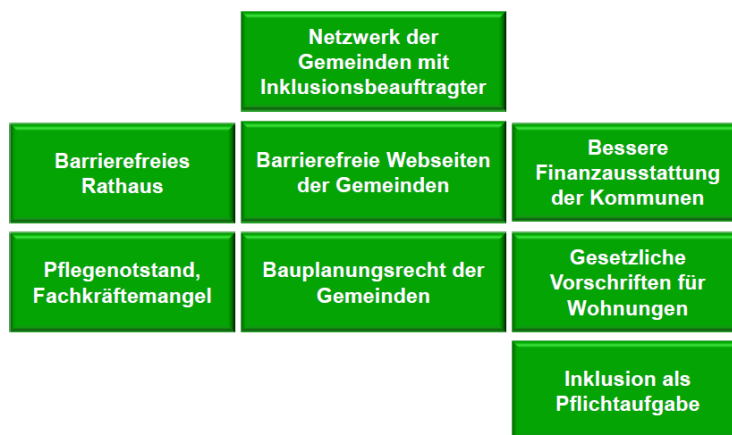 Netzwerk der
Gemeinden mit
Inklusionsbeauftragter
Barrierefreies
Rathaus
Barrierefreie Webseiten
der Gemeinden
Bessere
Finanzausstattung
der Kommunen
Pflegenotstand,
Fachkräftemangel
Bauplanungsrecht der
Gemeinden
Gesetzliche
Vorschriften für
Wohnungen
Inklusion als
Pflichtaufgabe